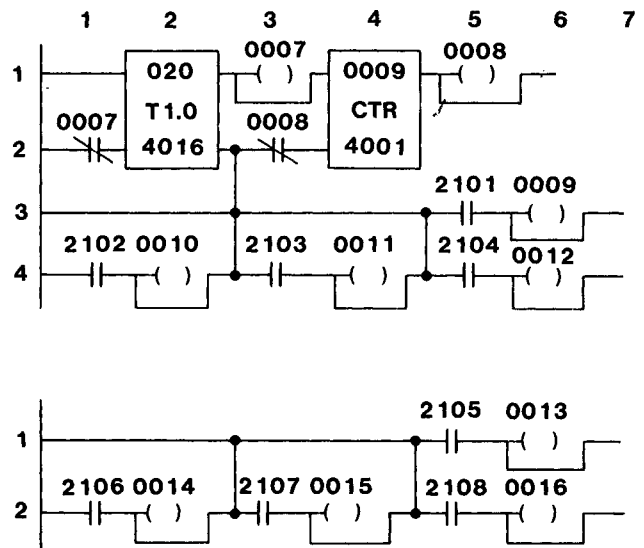 1 2 3 4 5 6 7
0007 0008
1 020 ( ) 0009 ( )
T1.0 CTR
0007 0008
2 4016 4001
2101 0009
3 ( )
2102 0010 2103 0011 2104 0012
4 ( ) ( ) ( )
2105 0013
1 ( )
2106 0014 2107 0015 2108 0016
2 ( ) ( ) ( )